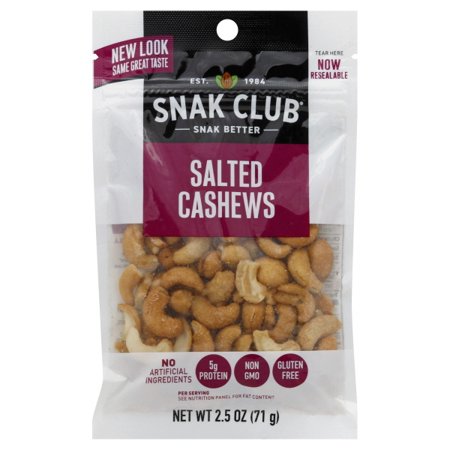 NEW LOOK
SAME GREAT TASTE
TEAR HERE
NOW
RESEALABLE
EST. 1984
SNAK CLUB®
SNAK BETTER
SALTED
CASHEWS
NO
ARTIFICIAL
INGREDIENTS
5g
PROTEIN
NON
GMO
GLUTEN
FREE
PER SERVING
SEE NUTRITION PANEL FOR FAT CONTENT
NET WT 2.5 OZ (71 g)